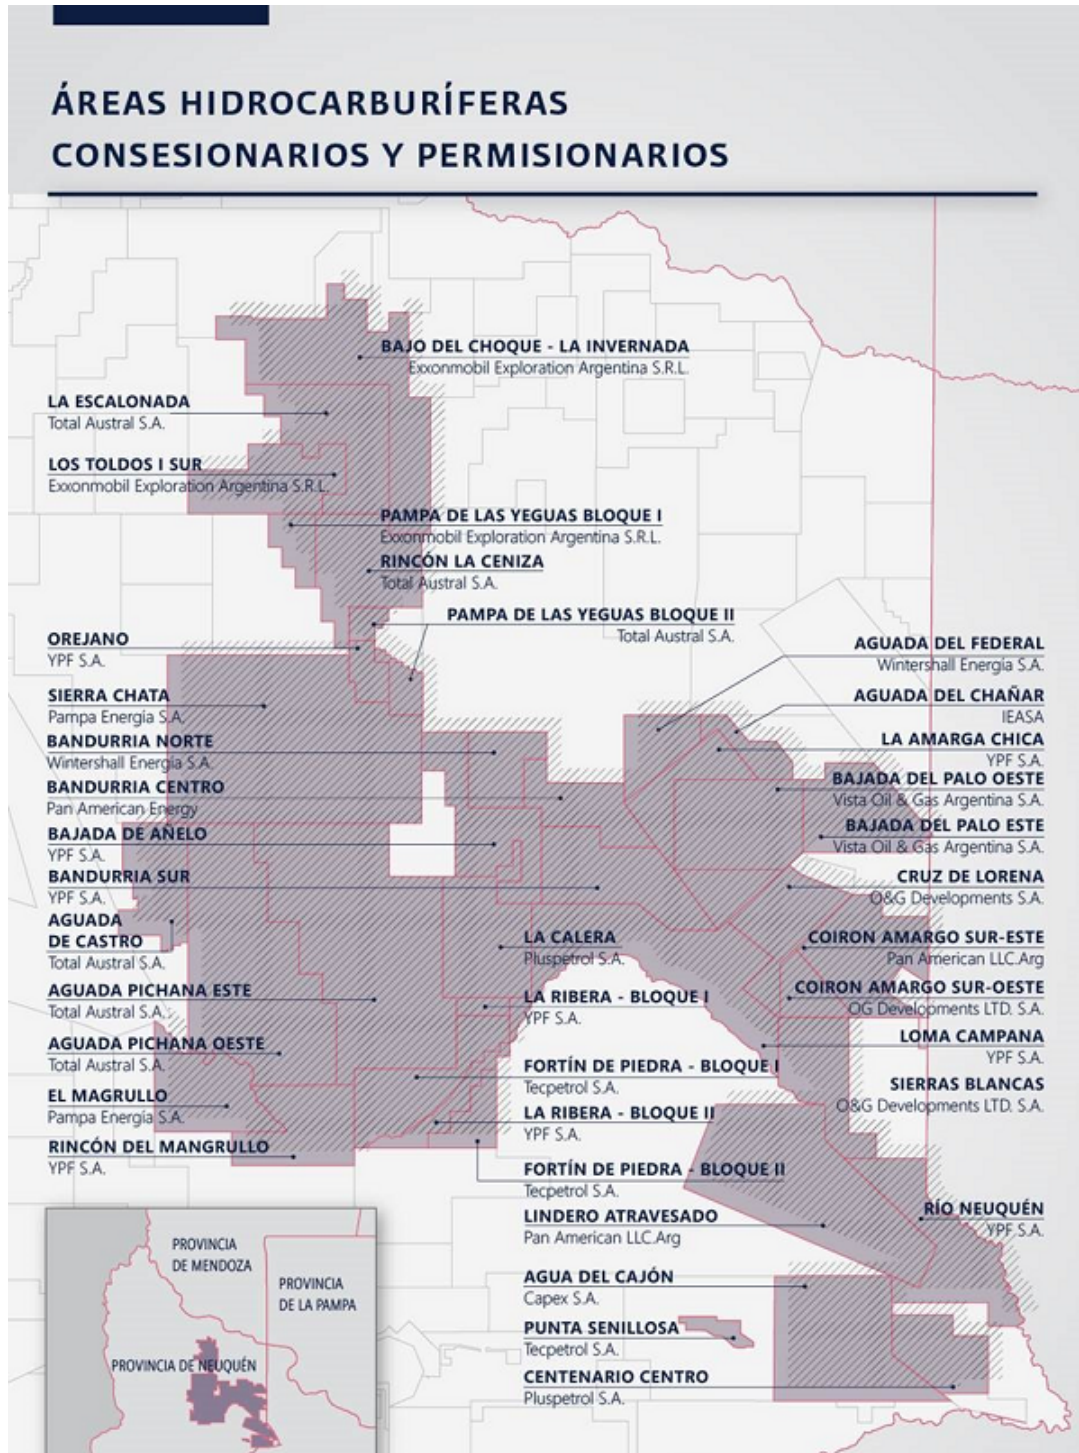 ÁREAS HIDROCARBURÍFERAS
CONSESIONARIOS Y PERMISIONARIOS
BAJO DEL CHOQUE - LA INVERNADA
Exxonmobil Exploration Argentina S.R.L.
LA ESCALONADA
Total Austral S.A.
LOS TOLDOS I SUR
Exxonmobil Exploration Argentina S.R.L.
PAMPA DE LAS YEGUAS BLOQUE I
Exxonmobil Exploration Argentina S.R.L.
RINCÓN LA CENIZA
Total Austral S.A.
PAMPA DE LAS YEGUAS BLOQUE II
Total Austral S.A.
OREJANO
YPF S.A.
SIERRA CHATA
Pampa Energía S.A.
BANDURRIA NORTE
Wintershall Energía S.A.
BANDURRIA CENTRO
Pan American Energy
BAJADA DE AÑELO
YPF S.A.
BANDURRIA SUR
YPF S.A.
AGUADA
DE CASTRO
Total Austral S.A.
AGUADA PICHANA ESTE
Total Austral S.A.
AGUADA PICHANA OESTE
Total Austral S.A.
EL MAGRULLO
Pampa Energía S.A.
RINCÓN DEL MANGRULLO
YPF S.A.
AGUADA DEL FEDERAL
Wintershall Energía S.A.
AGUADA DEL CHAÑAR
IEASA
LA AMARGA CHICA
YPF S.A.
BAJADA DEL PALO OESTE
Vista Oil & Gas Argentina S.A.
BAJADA DEL PALO ESTE
Vista Oil & Gas Argentina S.A.
CRUZ DE LORENA
O&G Developments S.A.
COIRON AMARGO SUR-ESTE
Pan American LLC.Arg
COIRON AMARGO SUR-OESTE
OG Developments LTD. S.A.
LOMA CAMPANA
YPF S.A.
SIERRAS BLANCAS
O&G Developments LTD. S.A.
RÍO NEUQUÉN
YPF S.A.
LA CALERA
Pluspetrol S.A.
LA RIBERA - BLOQUE I
YPF S.A.
FORTÍN DE PIEDRA - BLOQUE I
Tecpetrol S.A.
LA RIBERA - BLOQUE II
YPF S.A.
FORTÍN DE PIEDRA - BLOQUE II
Tecpetrol S.A.
LINDERO ATRAVESADO
Pan American LLC.Arg
AGUA DEL CAJÓN
Capex S.A.
PUNTA SENILLOSA
Tecpetrol S.A.
CENTENARIO CENTRO
Pluspetrol S.A.
PROVINCIA
DE MENDOZA
PROVINCIA
DE LA PAMPA
PROVINCIA DE NEUQUÉN